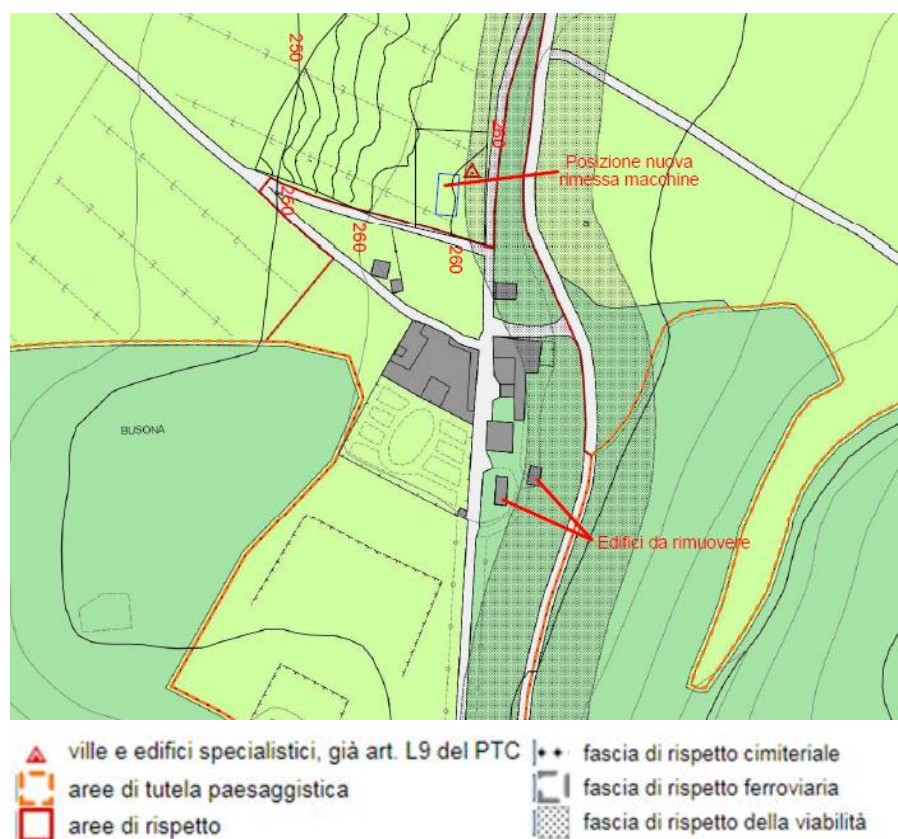 250
260
Posizione nuova
rimessa macchine
250
260
260
BUSONA
Edifici da rimuovere
ville e edifici specialistici, già art. L9 del PTC
aree di tutela paesaggistica
aree di rispetto
fascia di rispetto cimiteriale
fascia di rispetto ferroviaria
fascia di rispetto della viabilità